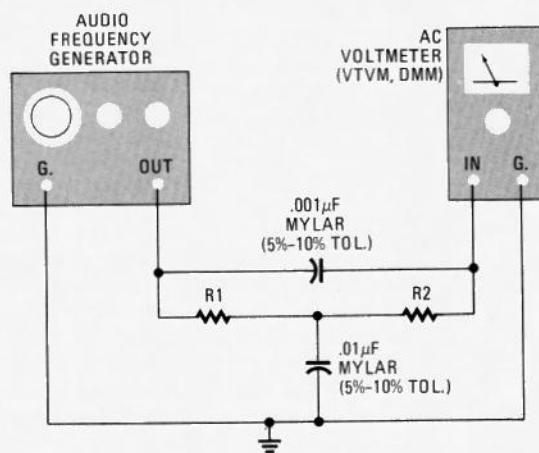 AUDIO
FREQUENCY
GENERATOR
AC
VOLTMETER
(VTVM, DMM)
G.
OUT
IN
G.
.001μF
MYLAR
(5%–10% TOL.)
R1
R2
.01μF
MYLAR
(5%–10% TOL.)